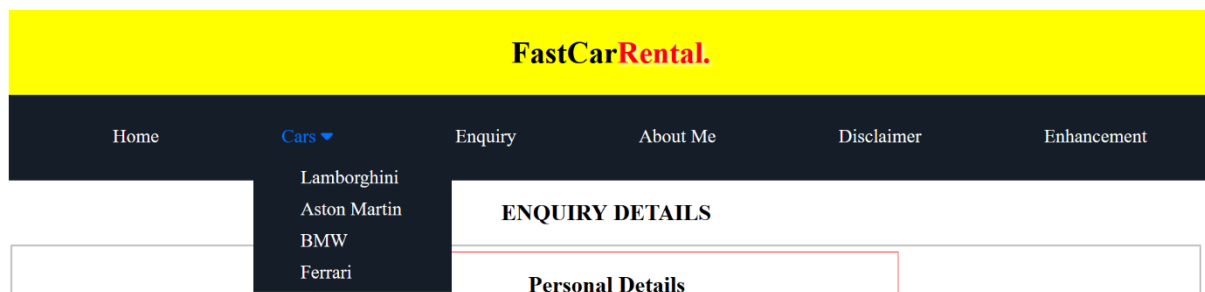 FastCarRental.
Home Cars Enquiry About Me Disclaimer Enhancement
Lamborghini
Aston Martin
BMW
Ferrari
ENQUIRY DETAILS
Personal Details